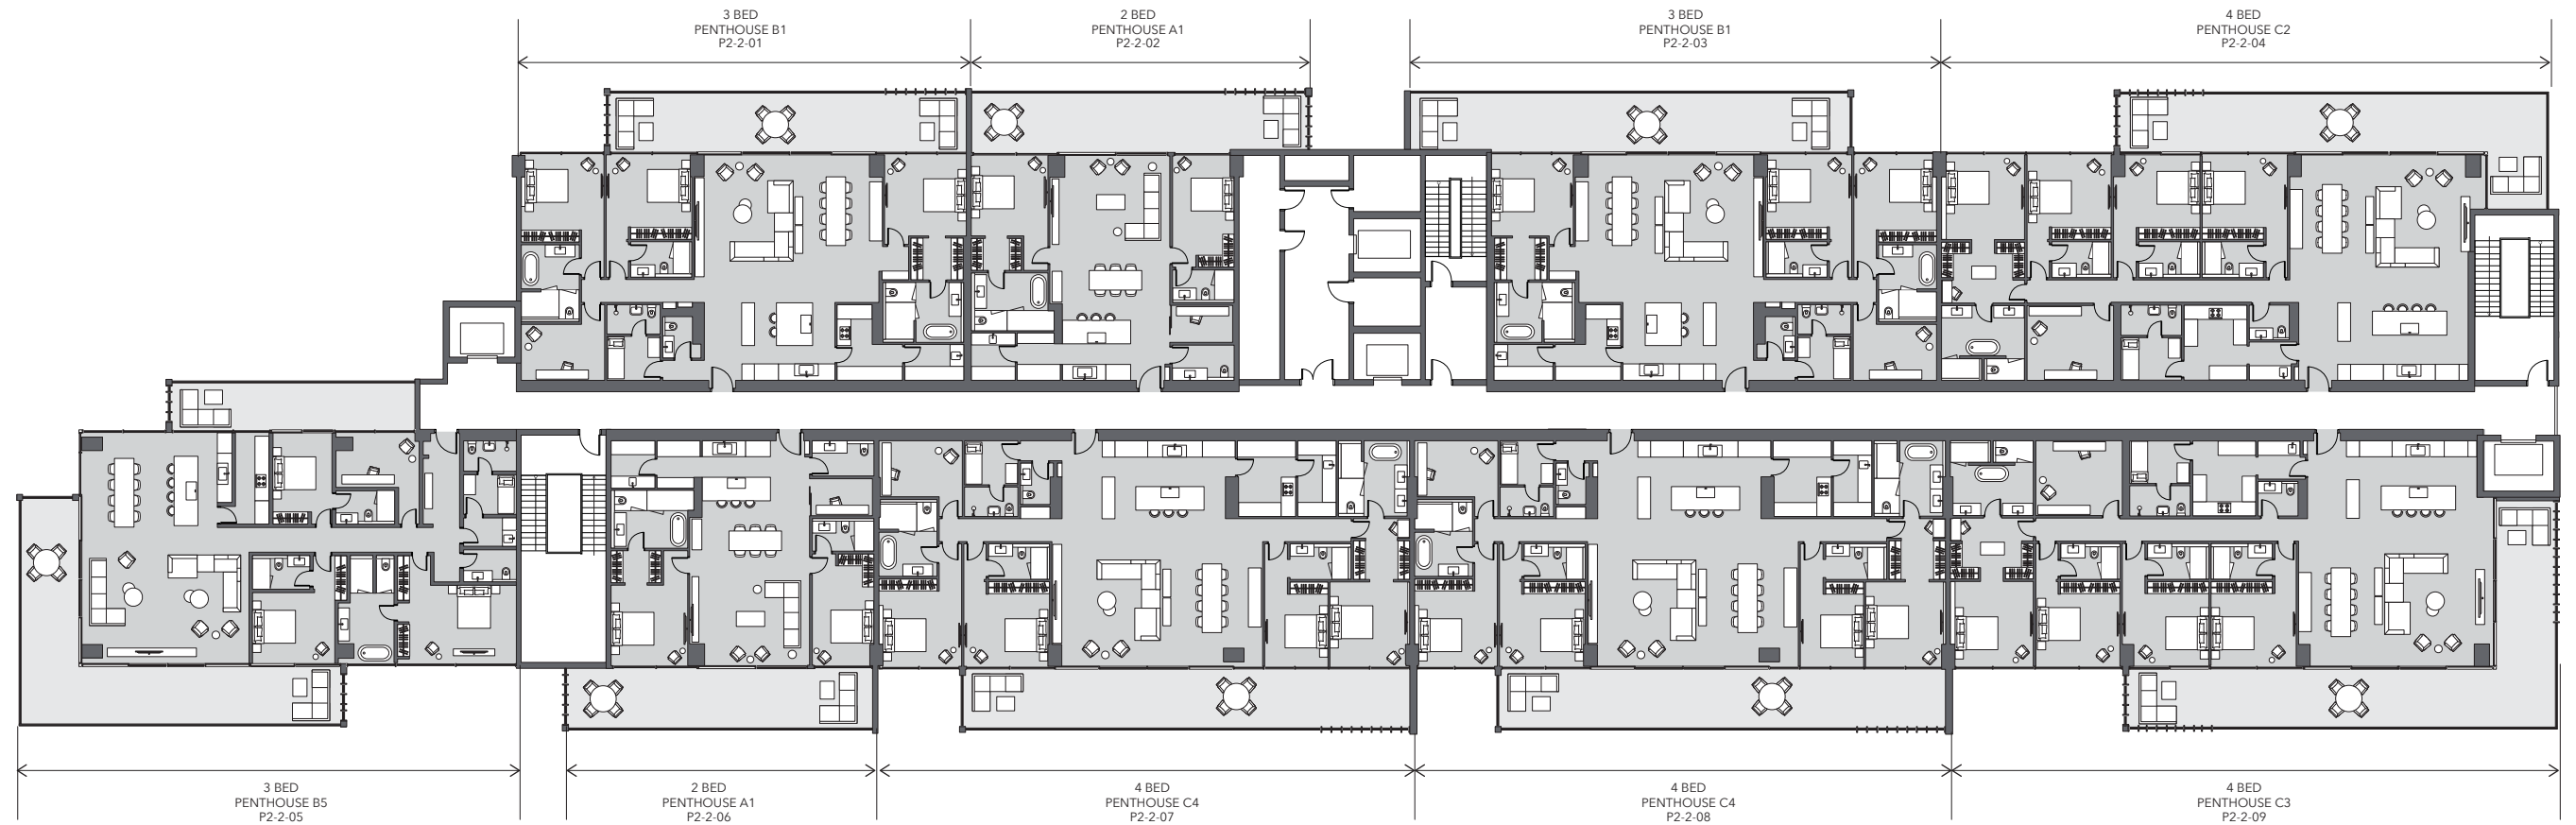 3 BED
PENTHOUSE B1
P2-2-01
2 BED
PENTHOUSE A1
P2-2-02
3 BED
PENTHOUSE B1
P2-2-03
4 BED
PENTHOUSE C2
P2-2-04
3 BED
PENTHOUSE B5
P2-2-05
2 BED
PENTHOUSE A1
P2-2-06
4 BED
PENTHOUSE C4
P2-2-07
4 BED
PENTHOUSE C4
P2-2-08
4 BED
PENTHOUSE C3
P2-2-09